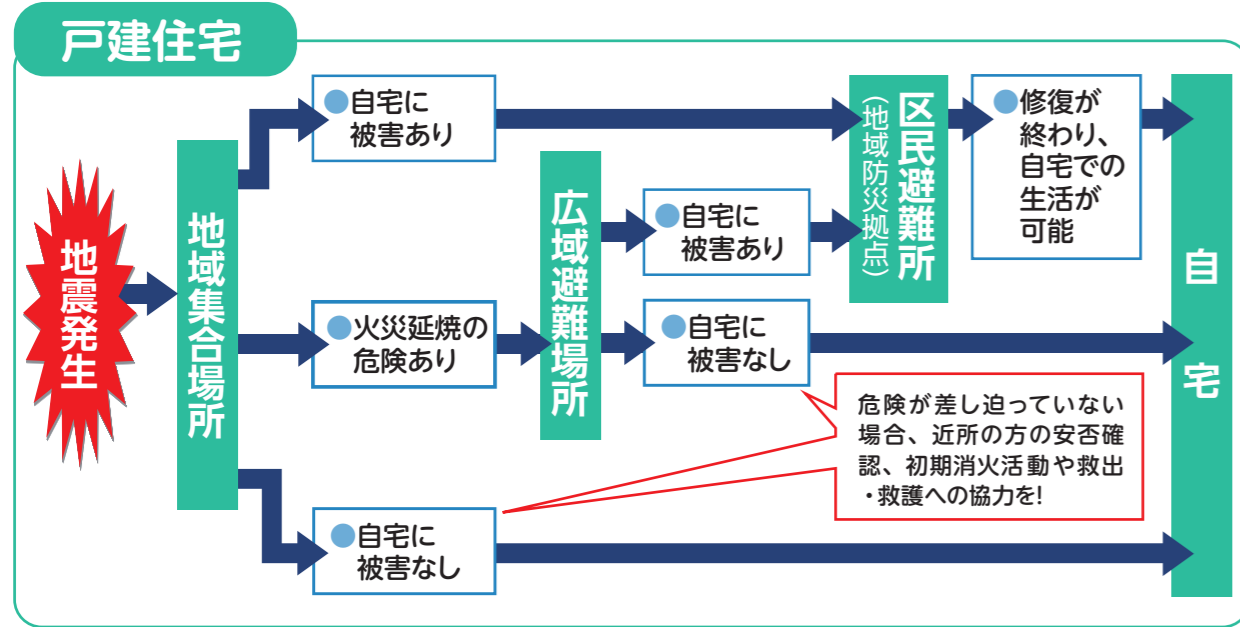 戸建住宅
地震発生
地域集合場所
●自宅に
被害あり
●火災延焼の
危険あり
●自宅に
被害なし
広域避難場所
●自宅に
被害あり
●自宅に
被害なし
区民避難所
(地域防災拠点)
●修復が
終わり、
自宅での
生活が
可能
自宅
危険が差し迫っていない
場合、近所の方の安否確
認、初期消火活動や救出
・救護への協力を!